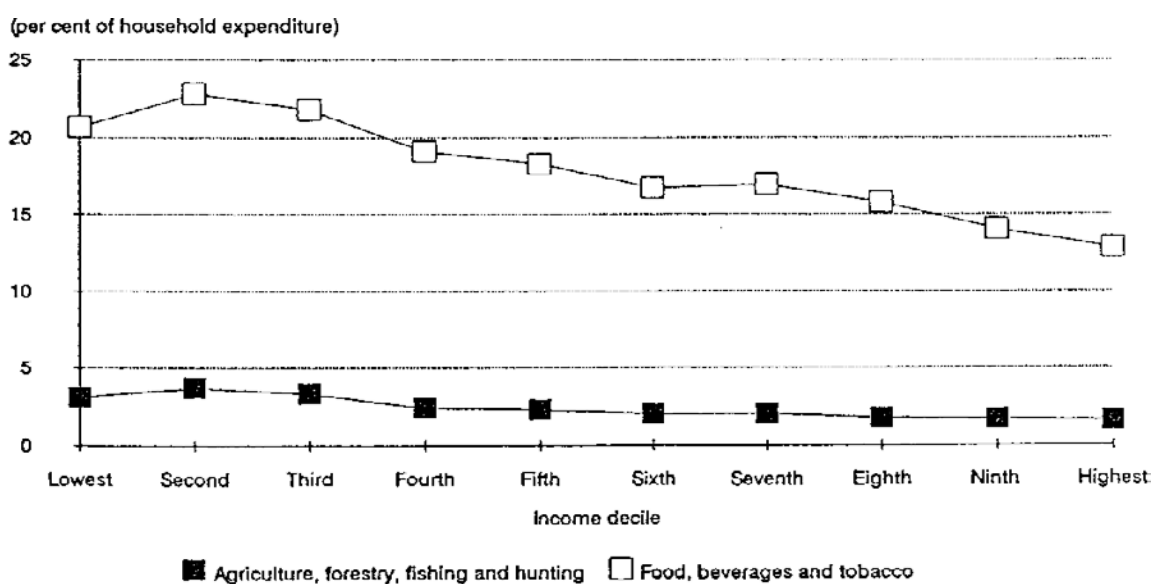 (per cent of household expenditure)
25
20
15
10
5
0
Lowest Second Third Fourth Fifth Sixth Seventh Eighth Ninth Highest
Income decile
Agriculture, forestry, fishing and hunting Food, beverages and tobacco